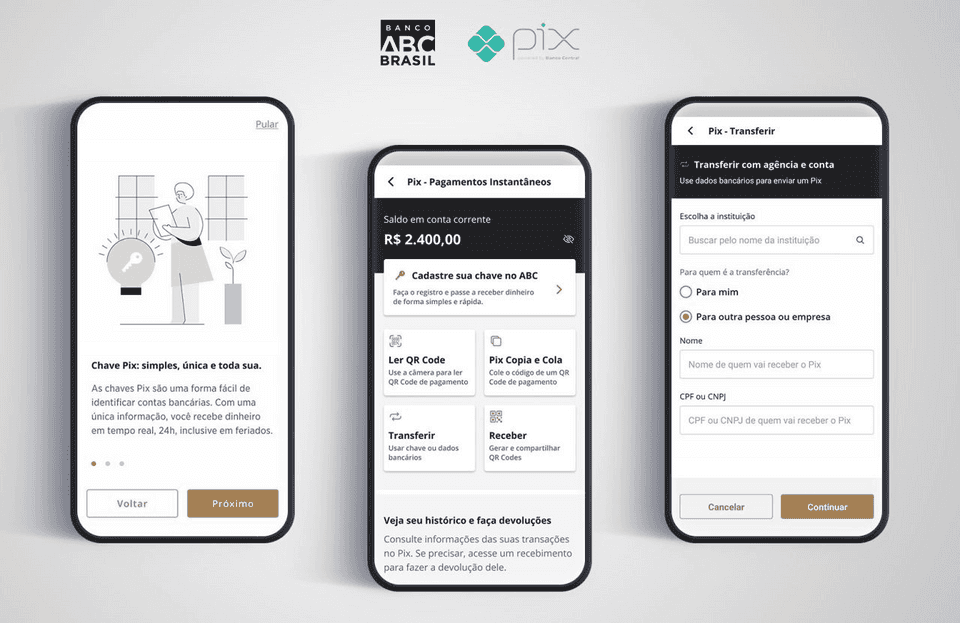 BANCO
ABC
BRASIL
pix
powered by Banco Central
Pular
Chave Pix: simples, única e toda sua.
As chaves Pix são uma forma fácil de
identificar contas bancárias. Com uma
única informação, você recebe dinheiro
em tempo real, 24h, inclusive em feriados.
Voltar
Próximo
Pix - Pagamentos Instantâneos
Saldo em conta corrente
R$ 2.400,00
Cadastre sua chave no ABC
Faça o registro e passe a receber dinheiro
de forma simples e rápida.
Ler QR Code
Use a câmera para ler
QR Code de pagamento
Pix Copia e Cola
Cole o código de um QR
Code de pagamento
Transferir
Usar chave ou dados
bancários
Receber
Gerar e compartilhar
QR Codes
Veja seu histórico e faça devoluções
Consulte informações das suas transações
no Pix. Se precisar, acesse um recebimento
para fazer a devolução dele.
Pix - Transferir
Transferir com agência e conta
Use dados bancários para enviar um Pix
Escolha a instituição
Buscar pelo nome da instituição
Para quem é a transferência?
Para mim
Para outra pessoa ou empresa
Nome
Nome de quem vai receber o Pix
CPF ou CNPJ
CPF ou CNPJ de quem vai receber o Pix
Cancelar
Continuar